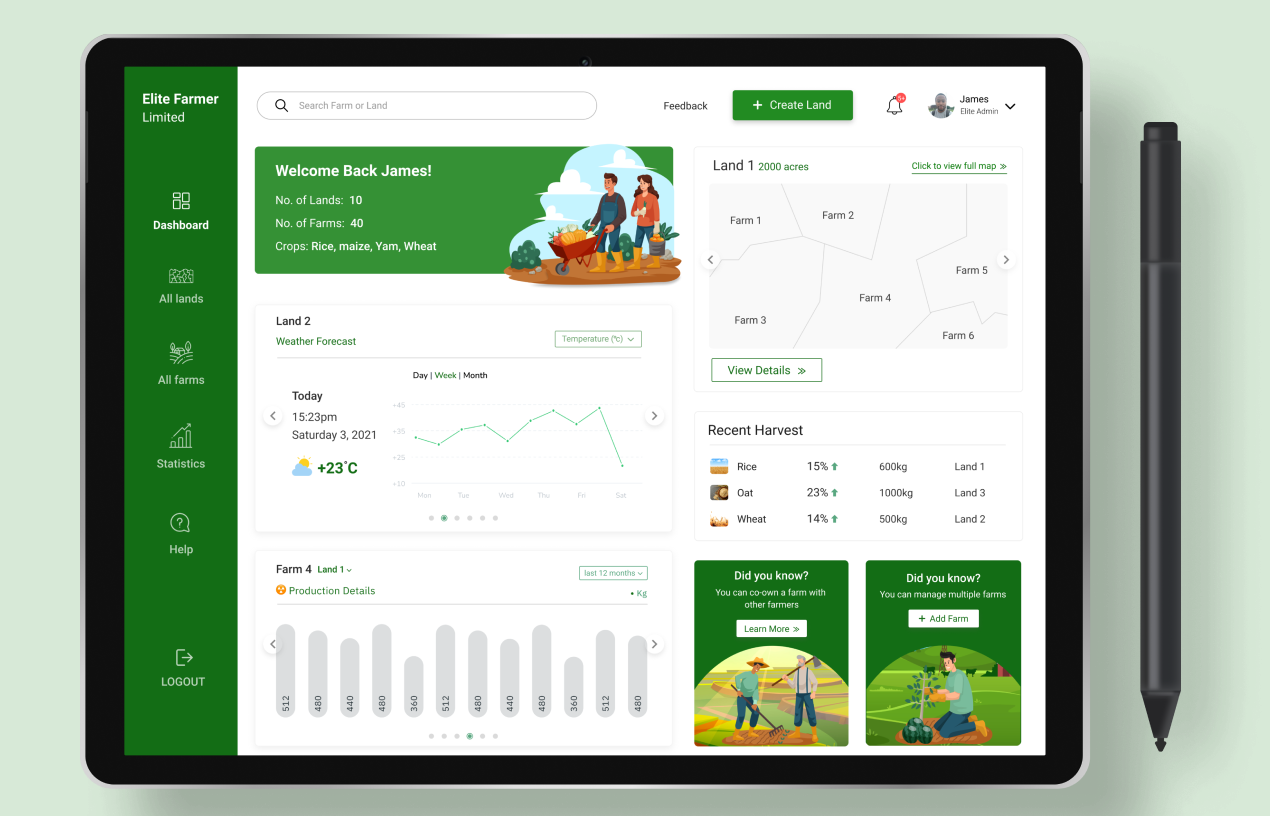 Elite Farmer
Limited
Dashboard
All lands
All farms
Statistics
Help
LOGOUT
Search Farm or Land
Feedback
+ Create Land
5+
James
Elite Admin
Welcome Back James!
No. of Lands: 10
No. of Farms: 40
Crops: Rice, maize, Yam, Wheat
Land 2
Weather Forecast
Temperature (°c)
Day | Week | Month
Today
15:23pm
Saturday 3, 2021
+23°C
+45
+35
+25
+10
Mon Tue Wed Thu Fri Sat
Farm 4 Land 1
Production Details
last 12 months
• Kg
512 480 440 480 360 512 480 440 480 360 512 480
Land 1 2000 acres
Click to view full map »
Farm 1
Farm 2
Farm 5
Farm 4
Farm 3
Farm 6
View Details »
Recent Harvest
Rice 15% 600kg Land 1
Oat 23% 1000kg Land 3
Wheat 14% 500kg Land 2
Did you know?
You can co-own a farm with
other farmers
Learn More »
Did you know?
You can manage multiple farms
+ Add Farm